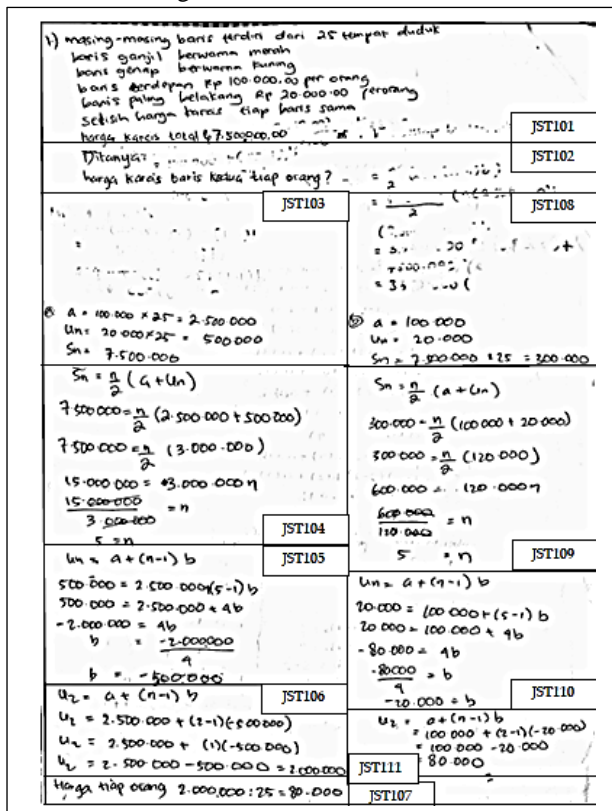 1.) masing-masing baris terdiri dari 25 tempat duduk
baris ganjil berwarna merah
baris genap berwarna kuning
baris terdepan Rp 100.000.00 per orang
baris paling belakang Rp 20.000.00 perorang
selisih harga karcis tiap baris sama
harga karcis total 7.500.000,00
JST101
Ditanya:
harga karcis baris kedua tiap orang?
JST102
JST103
a = 100.000 × 25 = 2.500.000
Un = 20.000 × 25 = 500.000
Sn = 7.500.000
Sn = n/2 (a + Un)
7.500.000 = n/2 (2.500.000 + 500.000)
7.500.000 = n/2 (3.000.000)
15.000.000 = 3.000.000 n
15.000.000 / 3.000.000 = n
5 = n
JST104
Un = a + (n-1) b
JST105
500.000 = 2.500.000 + (5-1) b
500.000 = 2.500.000 + 4b
-2.000.000 = 4b
b = -2.000.000 / 4
b = -500.000
U2 = a + (n-1) b
JST106
U2 = 2.500.000 + (2-1)(-500.000)
U2 = 2.500.000 + (1)(-500.000)
U2 = 2.500.000 - 500.000 = 2.000.000
Harga tiap orang 2.000.000 : 25 = 80.000
JST107
JST108
a = 100.000
Un = 20.000
Sn = 7.500.000 : 25 = 300.000
Sn = n/2 (a + Un)
300.000 = n/2 (100.000 + 20.000)
300.000 = n/2 (120.000)
600.000 = 120.000 n
600.000 / 120.000 = n
5 = n
JST109
Un = a + (n-1) b
20.000 = 100.000 + (5-1) b
20.000 = 100.000 + 4b
-80.000 = 4b
-80000 / 4 = b
-20.000 = b
JST110
U2 = a + (n-1) b
= 100.000 + (2-1)(-20.000)
= 100.000 - 20.000
= 80.000
JST111